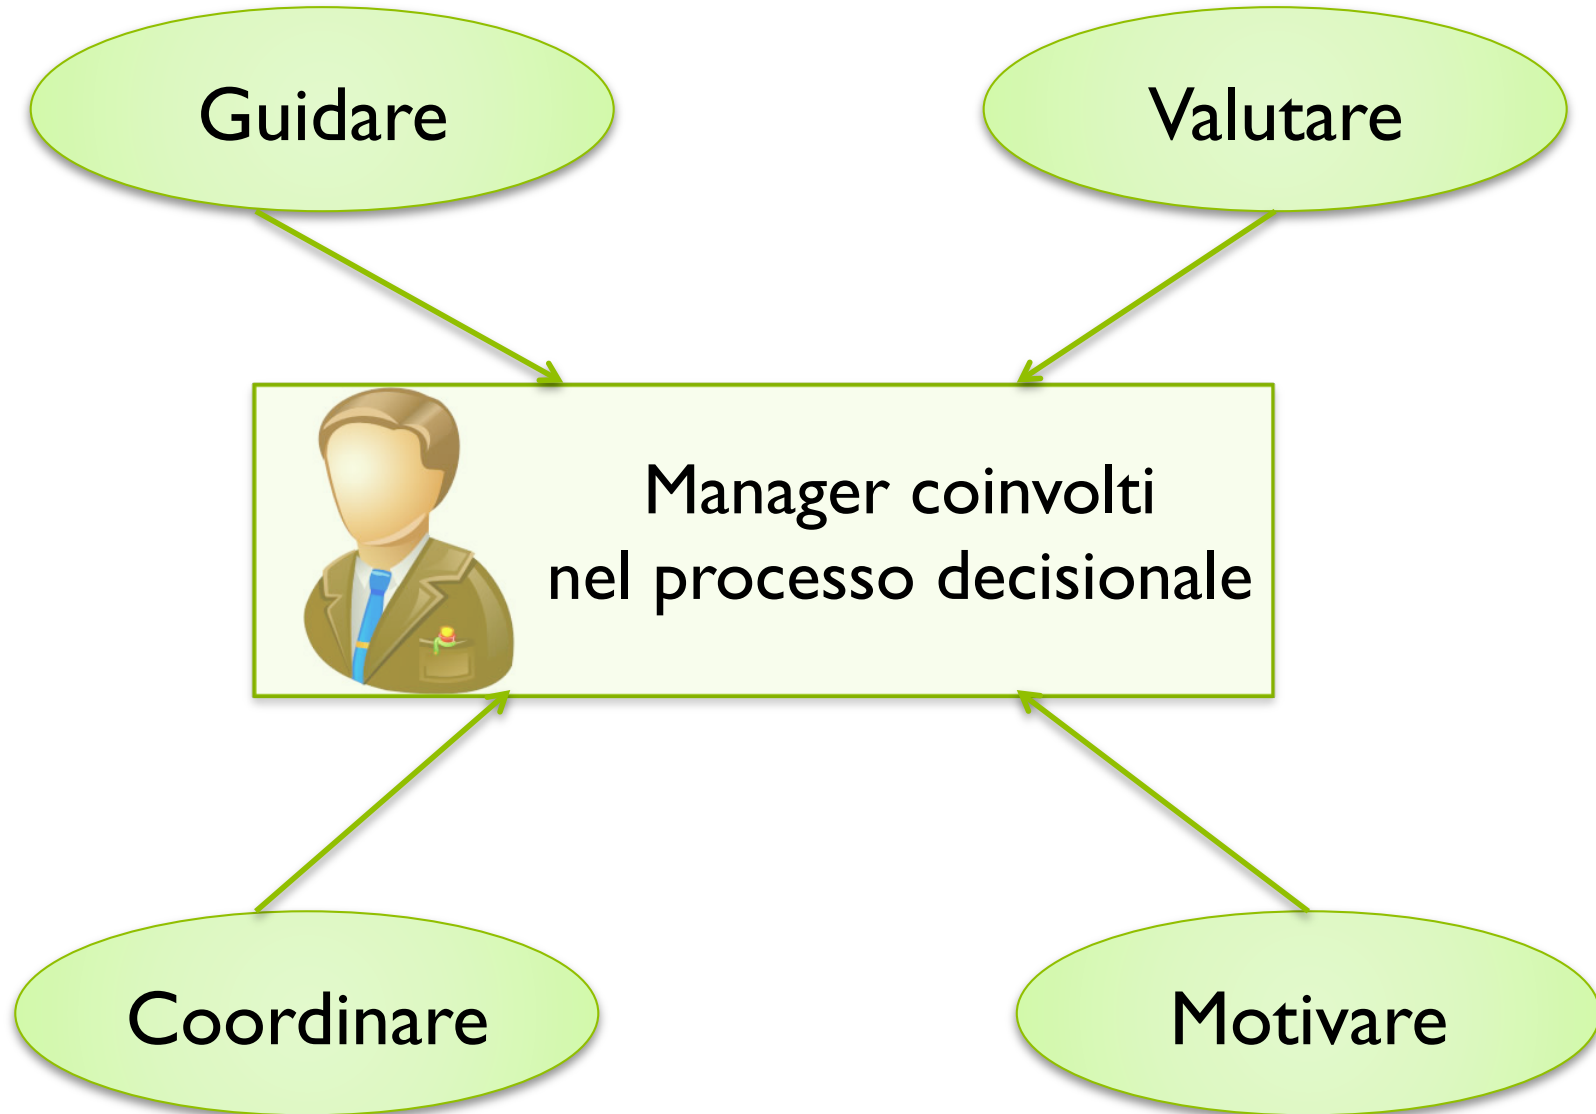 Guidare
Valutare
Manager coinvolti
nel processo decisionale
Coordinare
Motivare